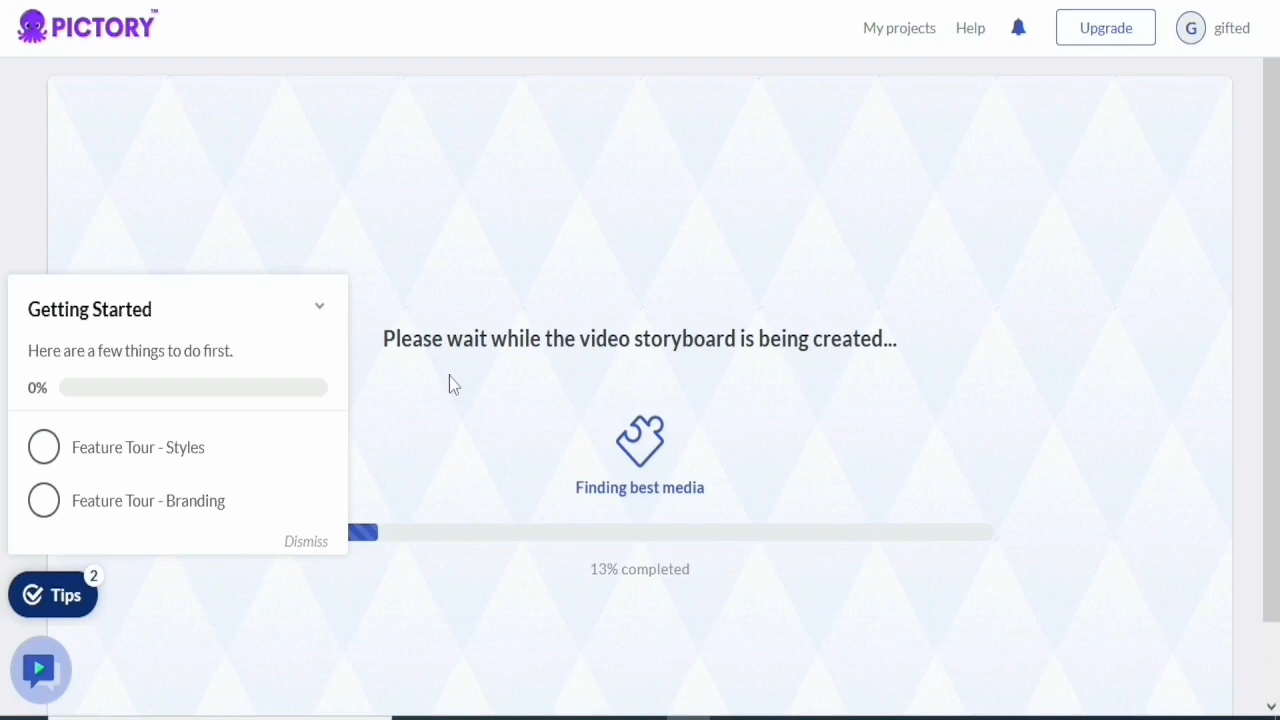 PICTORY™
My projects
Help
Upgrade
G
gifted
Getting Started
Here are a few things to do first.
0%
Feature Tour - Styles
Feature Tour - Branding
Dismiss
2
Tips
Please wait while the video storyboard is being created...
Finding best media
13% completed